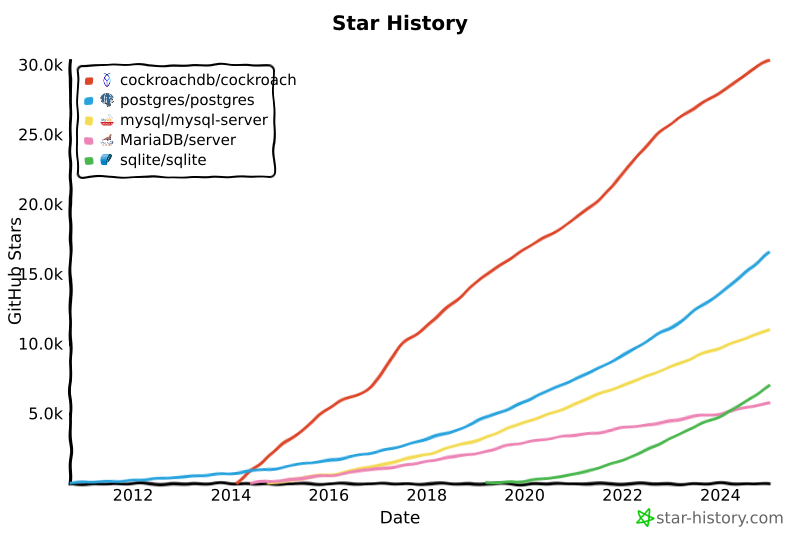 Star History
30.0k
25.0k
20.0k
15.0k
10.0k
5.0k
GitHub Stars
cockroachdb/cockroach
postgres/postgres
mysql/mysql-server
MariaDB/server
sqlite/sqlite
2012 2014 2016 2018 2020 2022 2024
Date
star-history.com